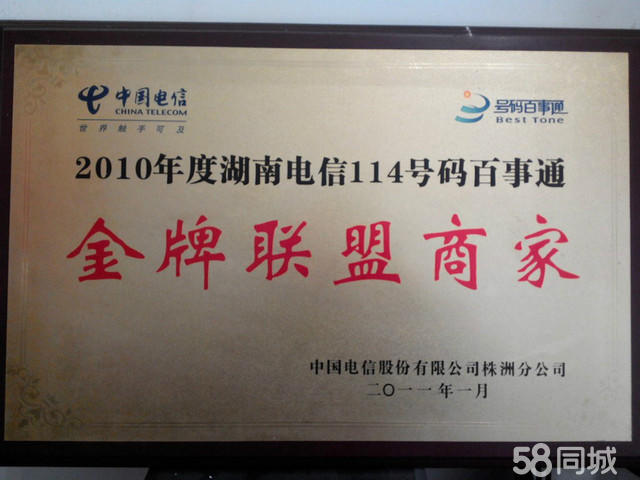 中国电信
CHINA TELECOM
世界触手可及
号码百事通
Best Tone
2010年度湖南电信114号码百事通
金牌联盟商家
中国电信股份有限公司株洲分公司
二〇一一年一月
58同城